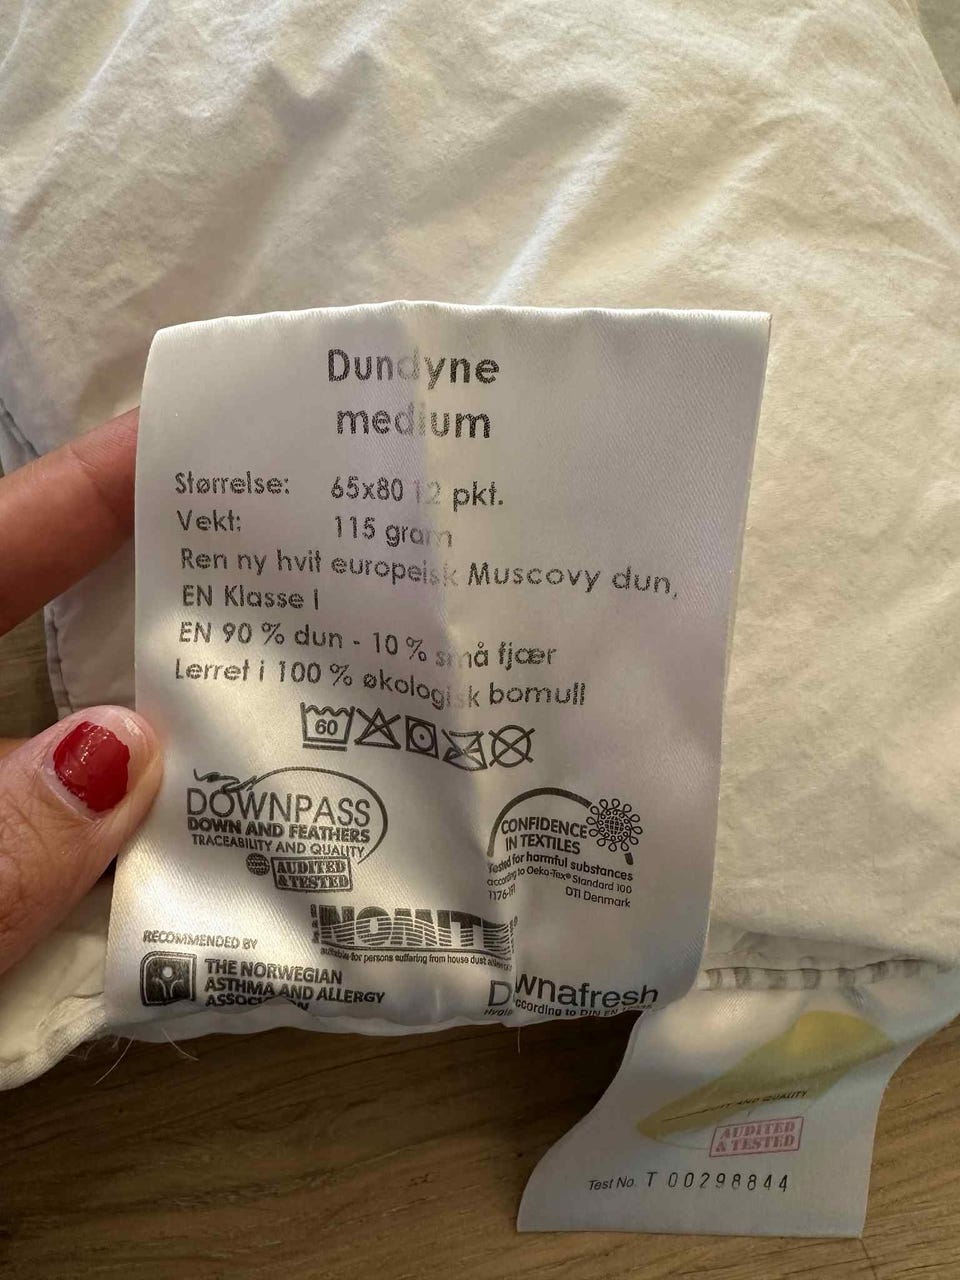 Dundyne
medium
Størrelse: 65x80 12 pkt.
Vekt: 115 gram
Ren ny hvit europeisk Muscovy dun,
EN Klasse I
EN 90 % dun - 10 % små fjær
Lerret i 100 % økologisk bomull
60
DOWNPASS
DOWN AND FEATHERS
TRACEABILITY AND QUALITY
AUDITED
& TESTED
CONFIDENCE
IN TEXTILES
Tested for harmful substances
according to Oeko-Tex® Standard 100
DTI Denmark
NOMITE
suitable for persons suffering from house dust
RECOMMENDED BY
THE NORWEGIAN
ASTHMA AND ALLERGY
ASSOCIATION
Downafresh
according to DIN EN
AND QUALITY
AUDITED
& TESTED
Test No. T 00298844